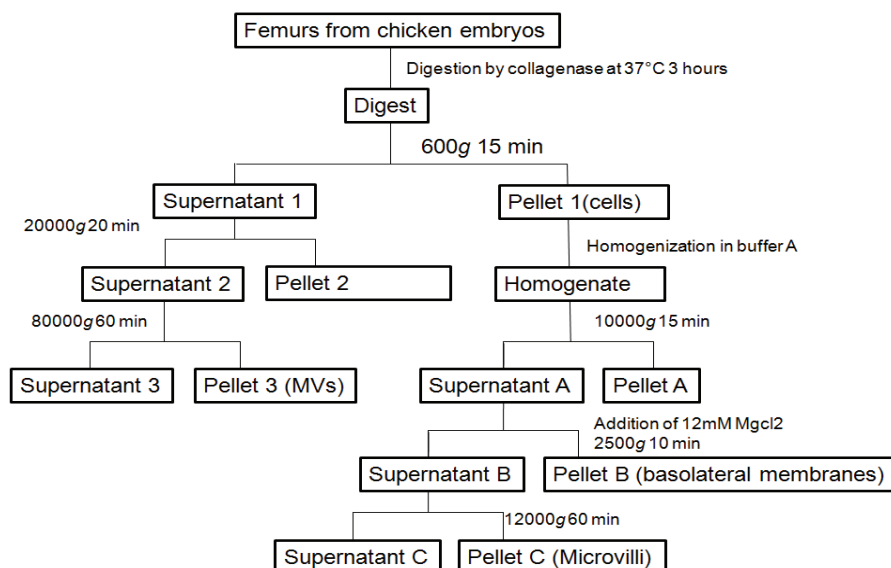 Femurs from chicken embryos
Digestion by collagenase at 37°C 3 hours
Digest
600g 15 min
Supernatant 1
Pellet 1(cells)
20000g 20 min
Homogenization in buffer A
Supernatant 2
Pellet 2
Homogenate
80000g 60 min
10000g 15 min
Supernatant 3
Pellet 3 (MVs)
Supernatant A
Pellet A
Addition of 12mM Mgcl2
2500g 10 min
Supernatant B
Pellet B (basolateral membranes)
12000g 60 min
Supernatant C
Pellet C (Microvilli)